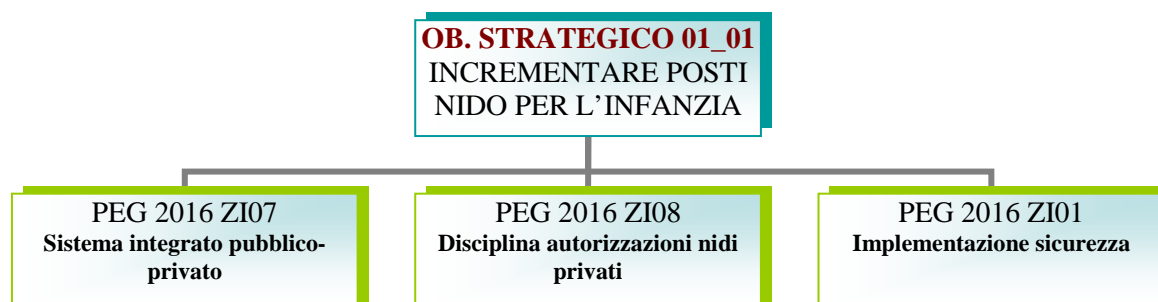 OB. STRATEGICO 01_01
INCREMENTARE POSTI
NIDO PER L'INFANZIA
PEG 2016 ZI07
Sistema integrato pubblico-
privato
PEG 2016 ZI08
Disciplina autorizzazioni nidi
privati
PEG 2016 ZI01
Implementazione sicurezza